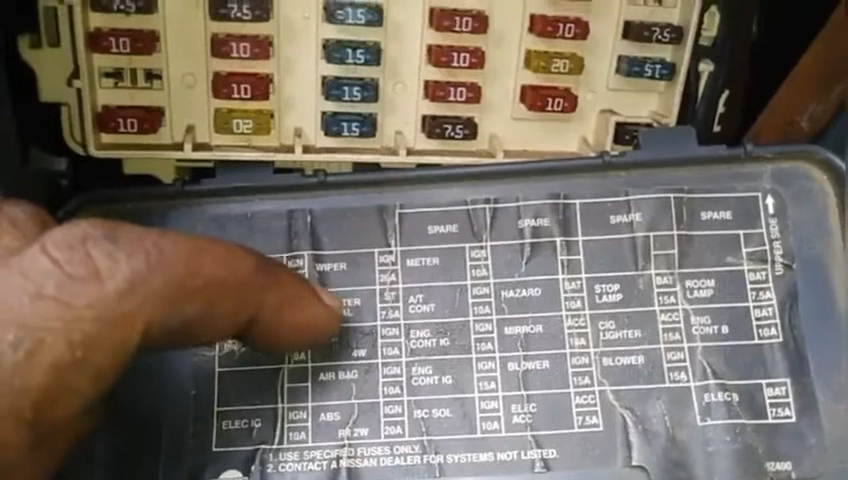 7.5 7.5 15 10
10 10 15 10 10 7.5
10 15 10 20 15
10 10 15 10 10
10 20 15 7.5
SPARE SPARE SPARE SPARE
UPPER SIDE
IGN WIPER IGN 20A METER IGN 10A BAT
ST 7.5A A/T CONT IGN 10A HAZARD BAT 10A STOP LAMP BAT 15A ROOM LAMP BAT 7.5A
4W IGN 10A ENG CONT IG IGN 10A MIRROR ACC 10A CIG LIGHTER ACC 15A ENG CONT B BAT 10A
AIR BAG IGN 10A ENG CONT IG IGN 15A BLOWER IGN 15A BLOWER IGN 15A
ELEC IG IGN 10A ABS IGN 20A ISC SOL IGN 10A ELEC ACC ACC 7.5A ELEC B BAT 7.5A
1. USE SPECIFIED FUSES ONLY.
2. CONTACT A NISSAN DEALER FOR SYSTEMS NOT LISTED.